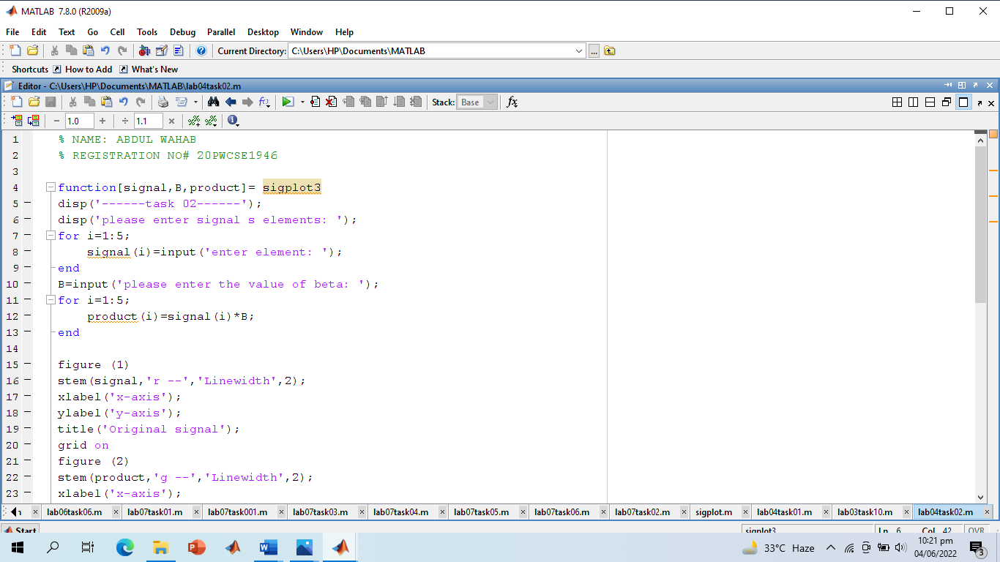 MATLAB 7.8.0 (R2009a)
File Edit Text Go Cell Tools Debug Parallel Desktop Window Help
Current Directory: C:\Users\HP\Documents\MATLAB ...
Shortcuts How to Add What's New
Editor - C:\Users\HP\Documents\MATLAB\lab04task02.m
Stack: Base fx
− 1.0 + ÷ 1.1 ×
1 % NAME: ABDUL WAHAB
2 % REGISTRATION NO# 20PWCSE1946
3
4 function[signal,B,product]= sigplot3
5 disp('------task 02------');
6 disp('please enter signal s elements: ');
7 for i=1:5;
8 signal(i)=input('enter element: ');
9 end
10 B=input('please enter the value of beta: ');
11 for i=1:5;
12 product(i)=signal(i)*B;
13 end
14
15 figure (1)
16 stem(signal,'r --','Linewidth',2);
17 xlabel('x-axis');
18 ylabel('y-axis');
19 title('Original signal');
20 grid on
21 figure (2)
22 stem(product,'g --','Linewidth',2);
23 xlabel('x-axis');
lab06task06.m lab07task01.m lab07task001.m lab07task03.m lab07task04.m lab07task05.m lab07task06.m lab07task02.m sigplot.m lab04task01.m lab03task10.m lab04task02.m
Start sigplot3 Ln 6 Col 42 OVR
33°C Haze 10:21 pm
04/06/2022 3